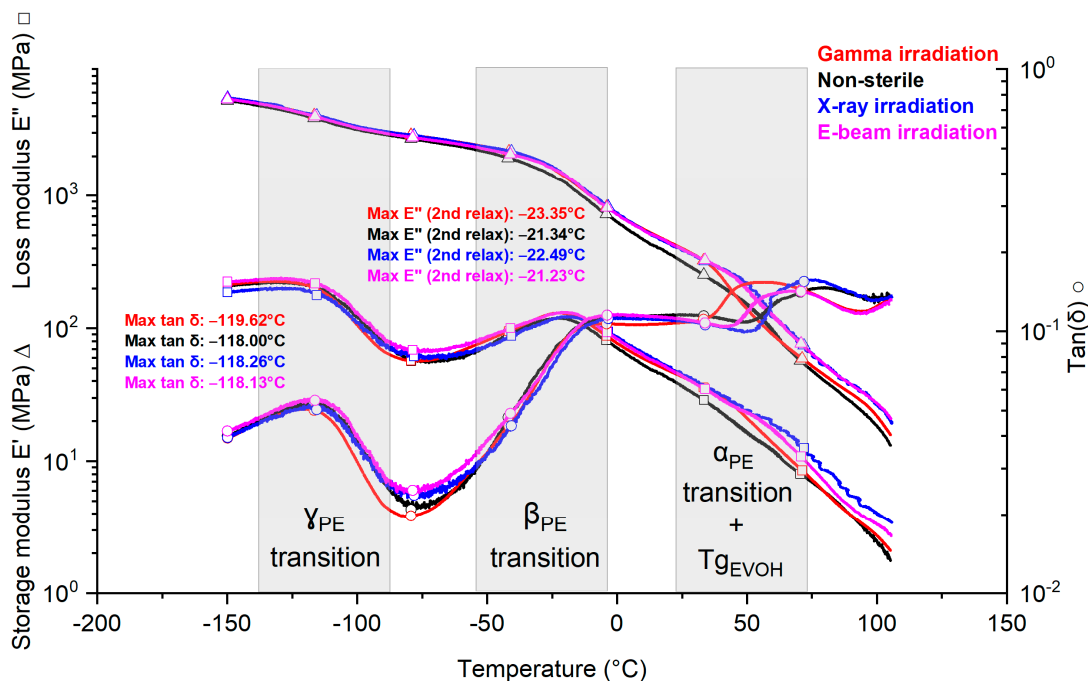 Storage modulus E' (MPa) △ Loss modulus E" (MPa) □
10³
10²
10¹
10⁰
Gamma irradiation
Non-sterile
X-ray irradiation
E-beam irradiation
Max E" (2nd relax): –23.35°C
Max E" (2nd relax): –21.34°C
Max E" (2nd relax): –22.49°C
Max E" (2nd relax): –21.23°C
Max tan δ: –119.62°C
Max tan δ: –118.00°C
Max tan δ: –118.26°C
Max tan δ: –118.13°C
ɣPE
transition
βPE
transition
αPE
transition
+
TgEVOH
10⁰
10⁻¹
10⁻²
Tan(δ) ○
-200 -150 -100 -50 0 50 100 150
Temperature (°C)